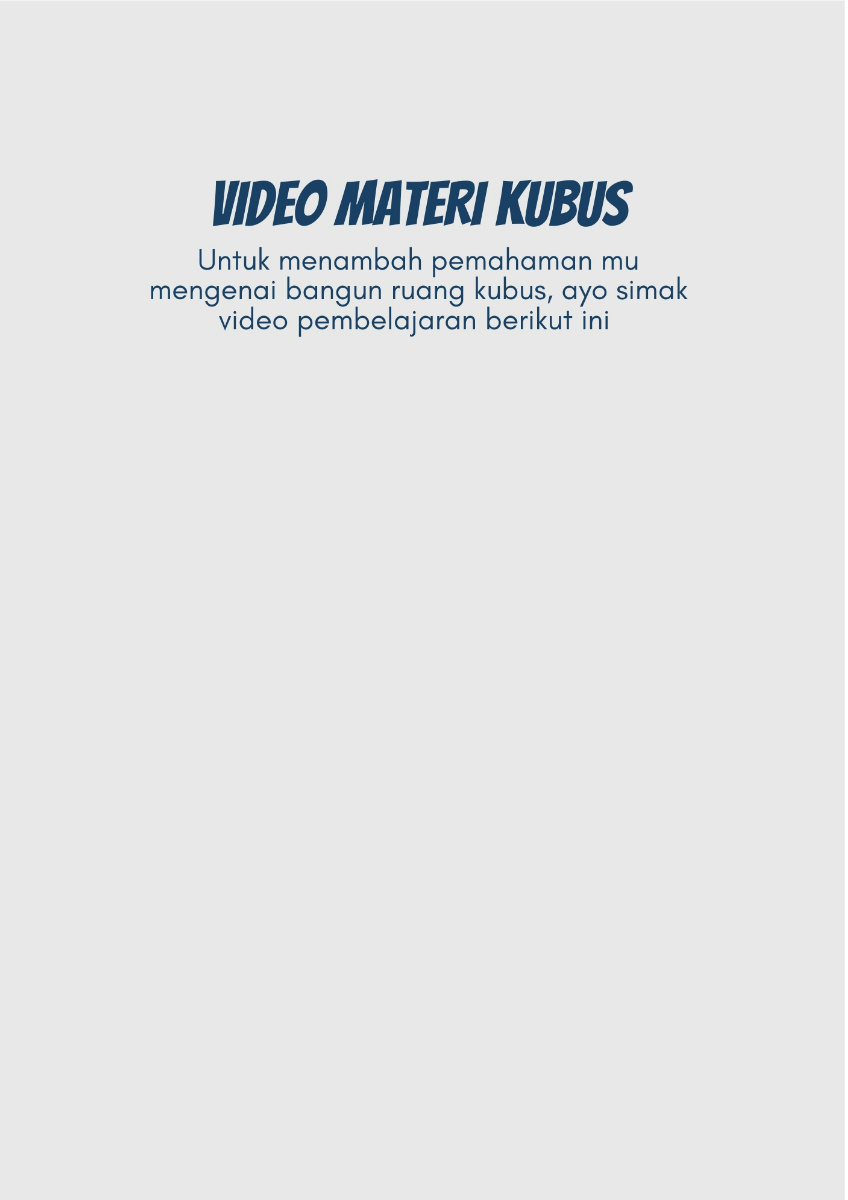 VIDEO MATERI KUBUS
Untuk menambah pemahaman mu
mengenai bangun ruang kubus, ayo simak
video pembelajaran berikut ini